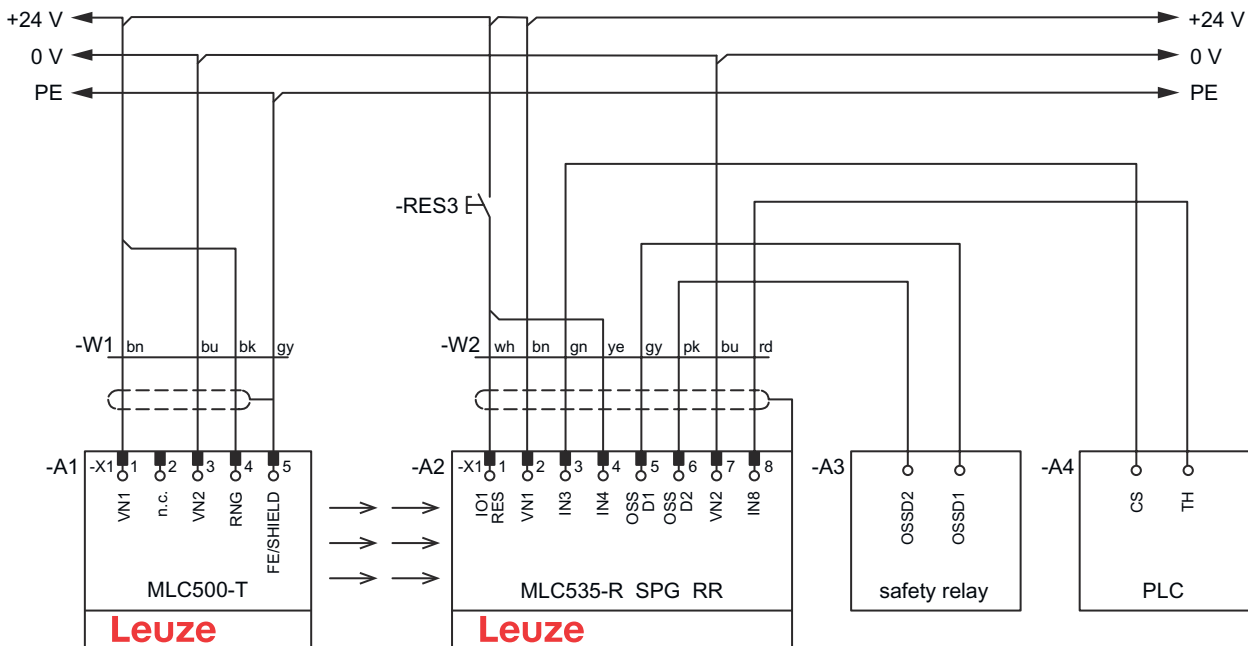 +24 V +24 V
0 V 0 V
PE PE
-RES3
-W1 bn bu bk gy
-W2 wh bn gn ye gy pk bu rd
-A1 -X1 1 2 3 4 5
VN1
n.c.
VN2
RNG
FE/SHIELD
MLC500-T
Leuze
-A2 -X1 1 2 3 4 5 6 7 8
IO1
RES
VN1
IN3
IN4
OSS
D1
OSS
D2
VN2
IN8
MLC535-R SPG RR
Leuze
-A3
OSSD2
OSSD1
safety relay
-A4
CS
TH
PLC